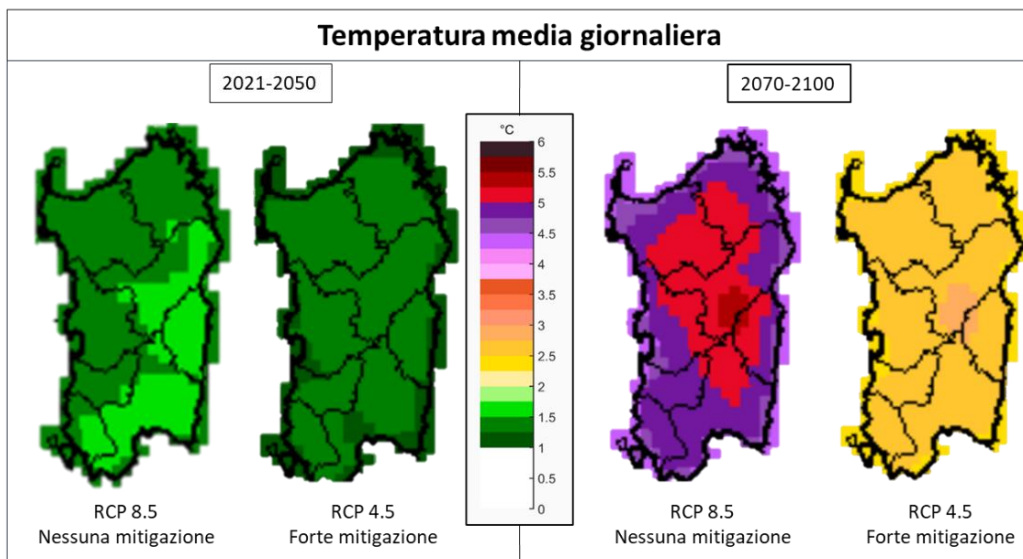 Temperatura media giornaliera
2021-2050
2070-2100
°C
6
5.5
5
4.5
4
3.5
3
2.5
2
1.5
1
0.5
0
RCP 8.5
Nessuna mitigazione
RCP 4.5
Forte mitigazione
RCP 8.5
Nessuna mitigazione
RCP 4.5
Forte mitigazione